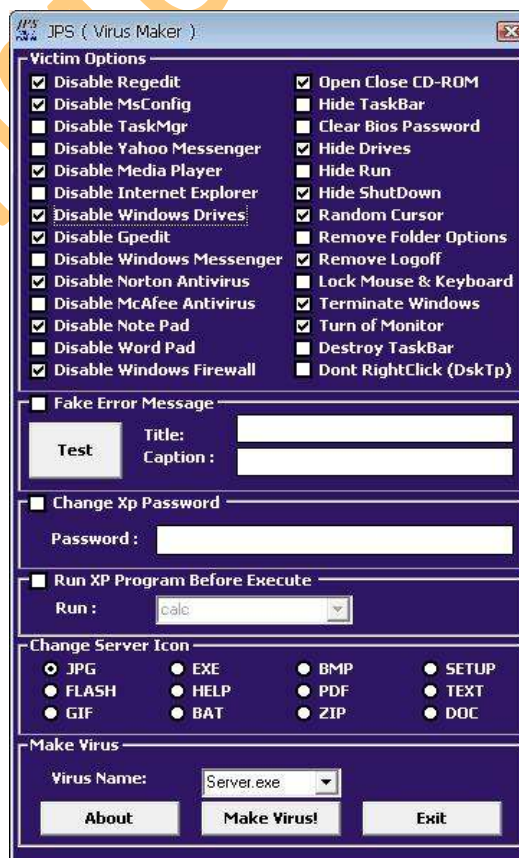 JPS ( Virus Maker )
Victim Options
Disable Regedit
Disable MsConfig
Disable TaskMgr
Disable Yahoo Messenger
Disable Media Player
Disable Internet Explorer
Disable Windows Drives
Disable Gpedit
Disable Windows Messenger
Disable Norton Antivirus
Disable McAfee Antivirus
Disable Note Pad
Disable Word Pad
Disable Windows Firewall
Open Close CD-ROM
Hide TaskBar
Clear Bios Password
Hide Drives
Hide Run
Hide ShutDown
Random Cursor
Remove Folder Options
Remove Logoff
Lock Mouse & Keyboard
Terminate Windows
Turn of Monitor
Destroy TaskBar
Dont RightClick (DskTp)
Fake Error Message
Test
Title:
Caption :
Change Xp Password
Password :
Run XP Program Before Execute
Run :
calc
Change Server Icon
JPG
EXE
BMP
SETUP
FLASH
HELP
PDF
TEXT
GIF
BAT
ZIP
DOC
Make Virus
Virus Name:
Server.exe
About
Make Virus!
Exit